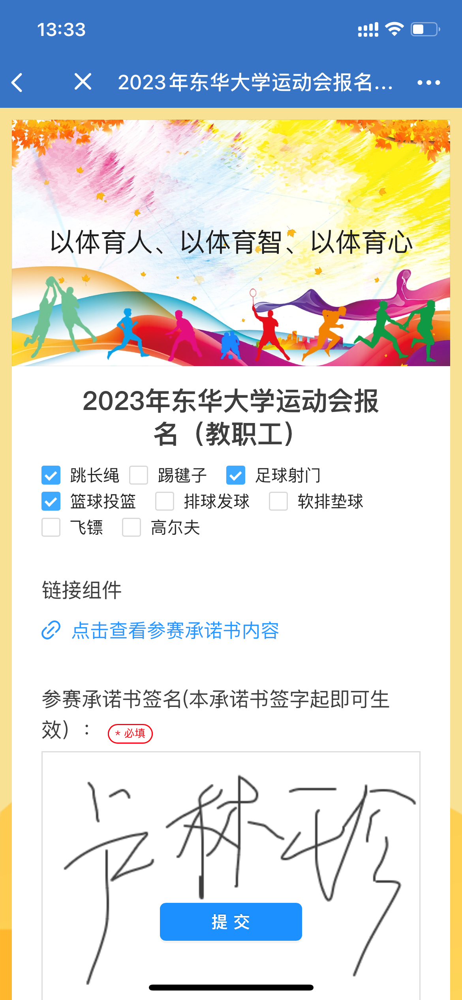 13:33
2023年东华大学运动会报名...
以体育人、以体育智、以体育心
2023年东华大学运动会报
名（教职工）
跳长绳 踢毽子 足球射门
篮球投篮 排球发球 软排垫球
飞镖 高尔夫
链接组件
点击查看参赛承诺书内容
参赛承诺书签名(本承诺书签字起即可生
效)：
* 必填
提 交